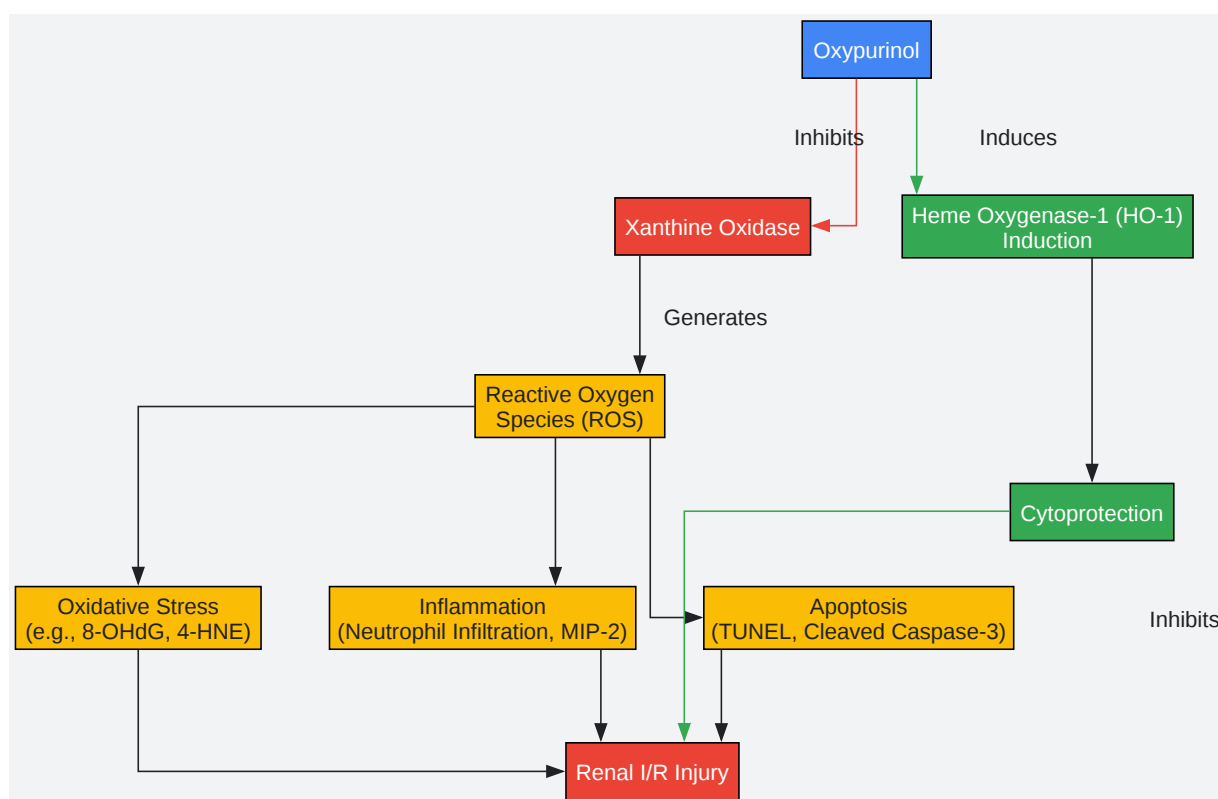 Oxypurinol
Inhibits
Induces
Xanthine Oxidase
Heme Oxygenase-1 (HO-1)
Induction
Generates
Reactive Oxygen
Species (ROS)
Cytoprotection
Oxidative Stress
(e.g., 8-OHdG, 4-HNE)
Inflammation
(Neutrophil Infiltration, MIP-2)
Apoptosis
(TUNEL, Cleaved Caspase-3)
Inhibits
Renal I/R Injury